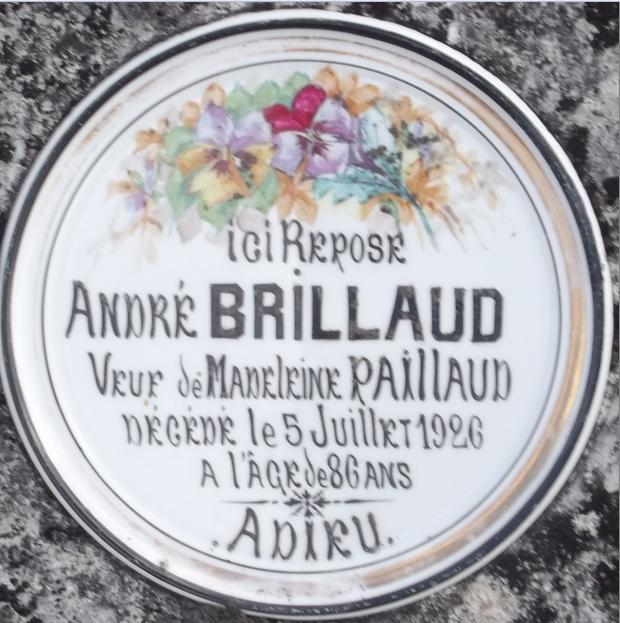 ici Repose
André BRILLAUD
Veuf de Madeleine PAILLAUD
Décédé le 5 Juillet 1926
A l'Âge de 86 ans
. Adieu .